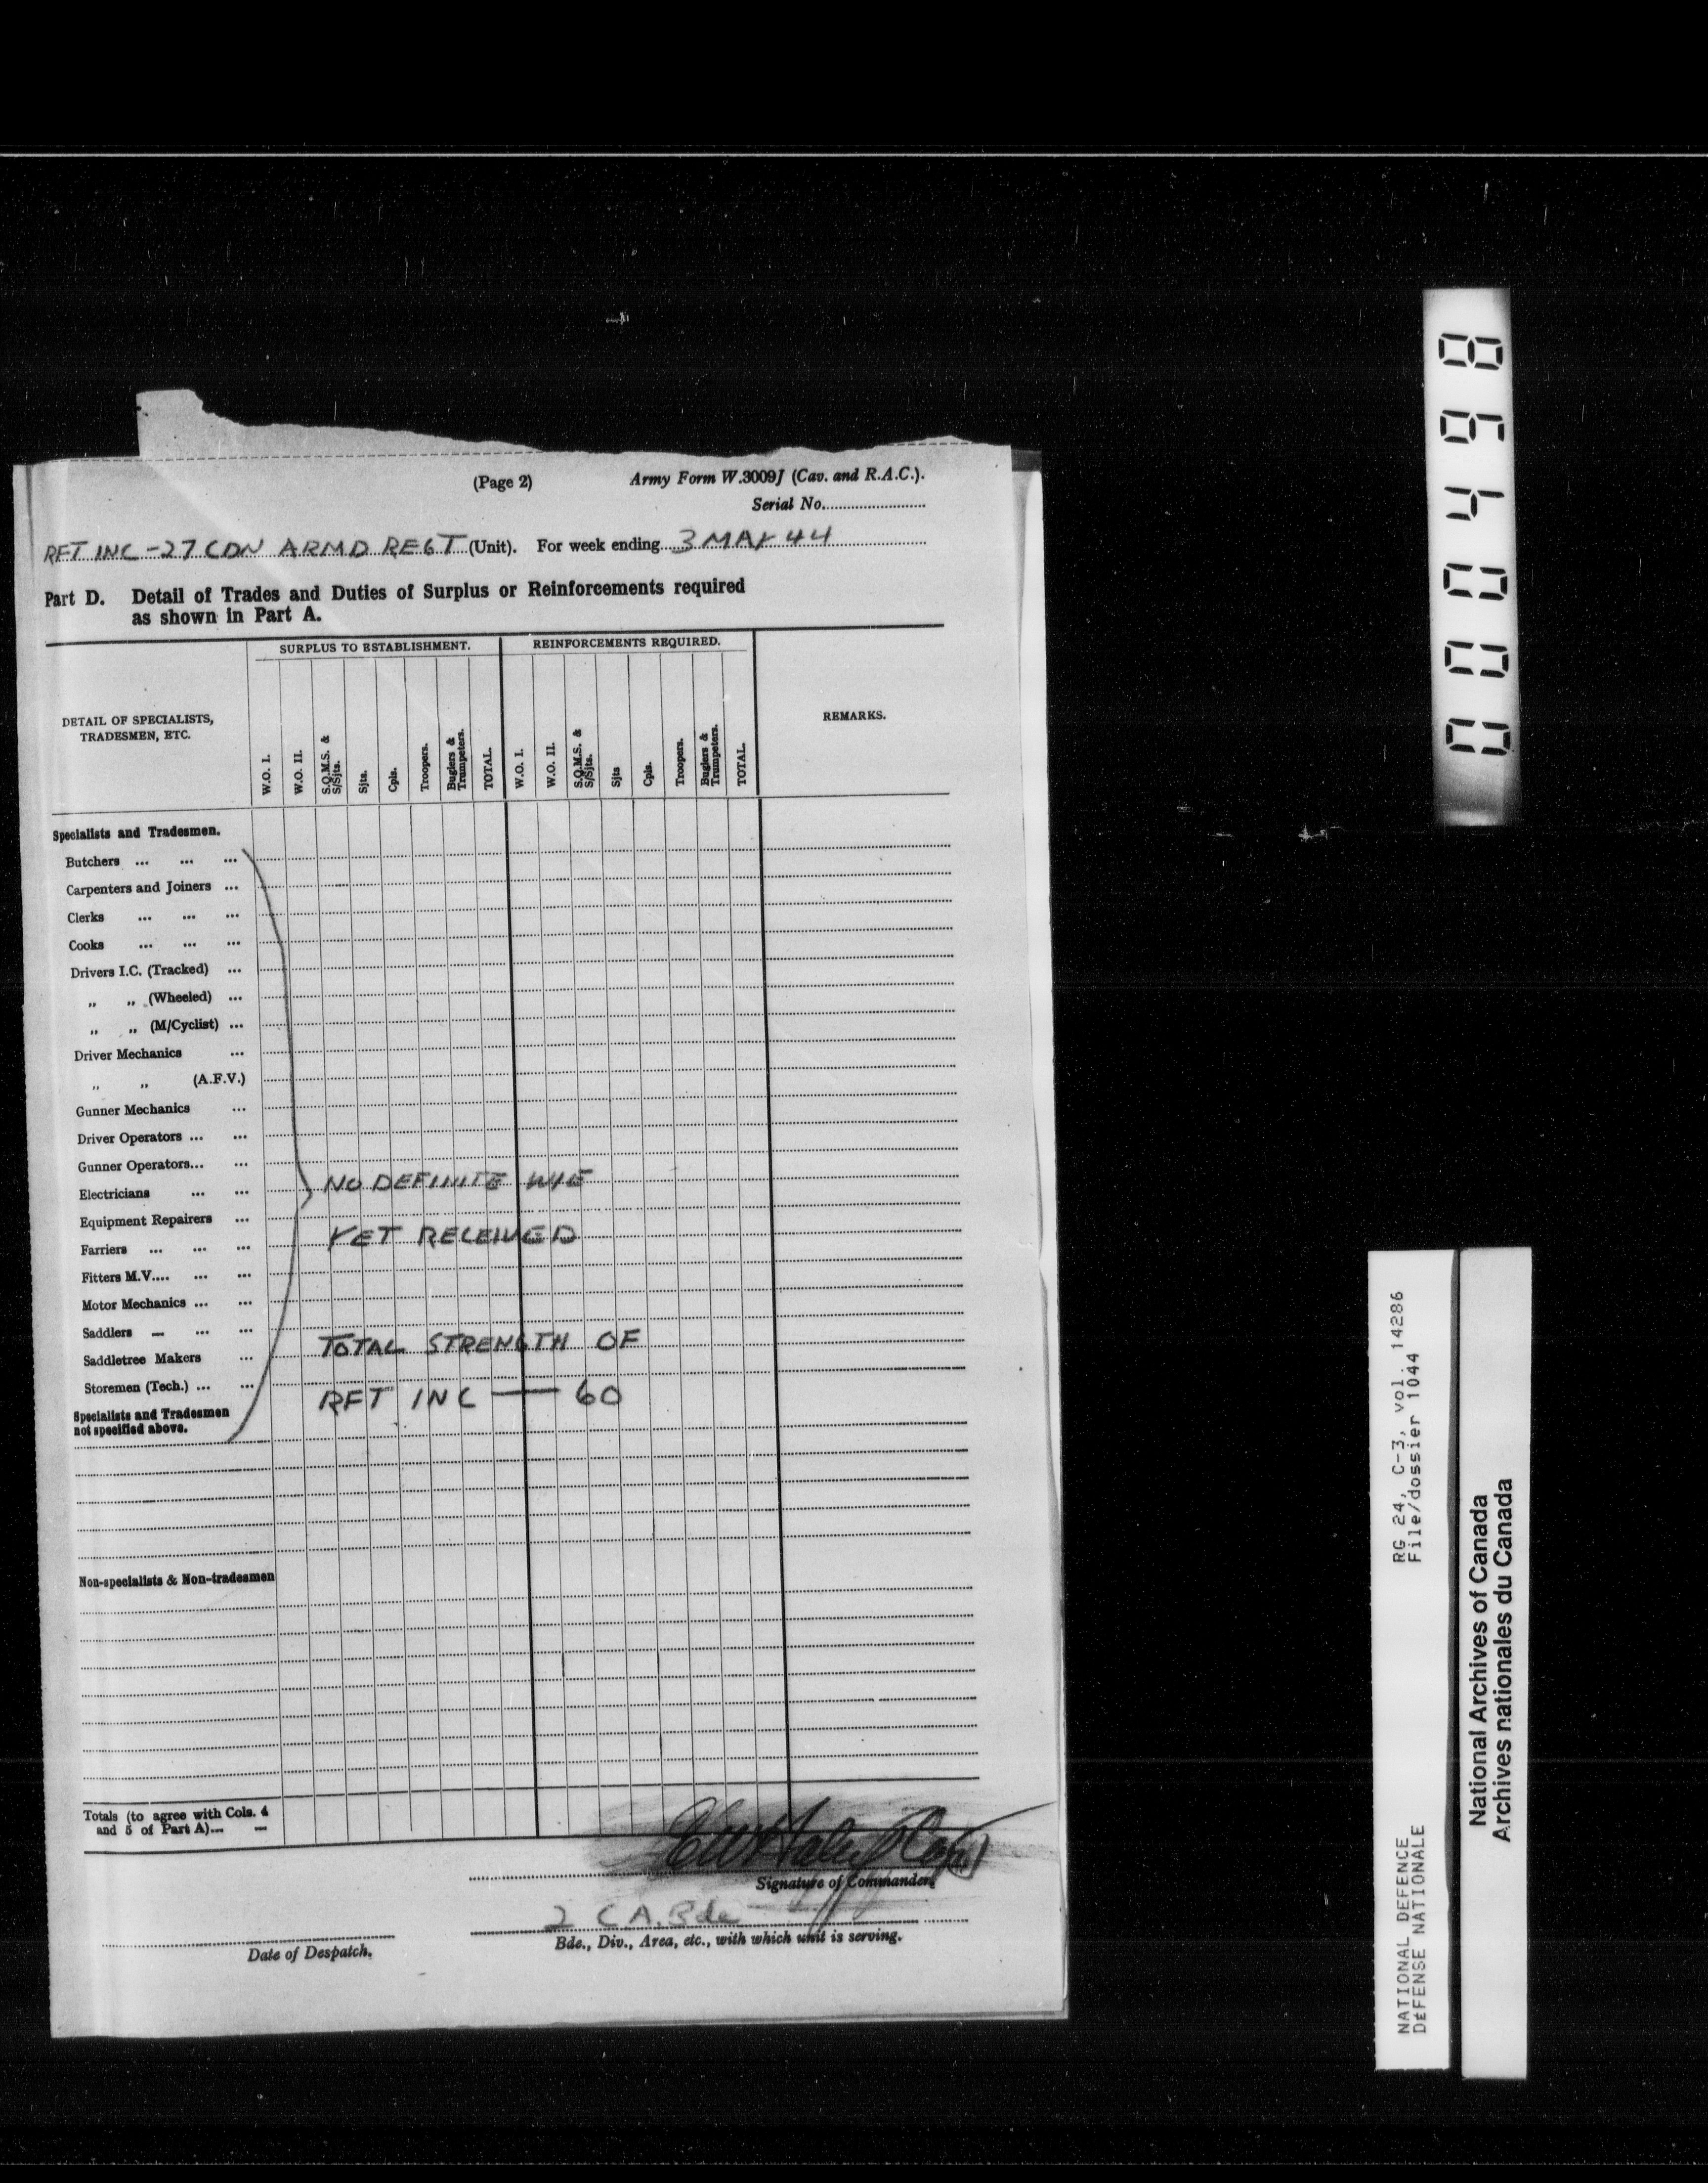 (Page 2)
Army Form W.3009J (Cav. and R.A.C.).
Serial No.........................
RFT INC - 27 CDN ARMD REGT (Unit). For week ending 3 MAY 44
Part D. Detail of Trades and Duties of Surplus or Reinforcements required
as shown in Part A.
DETAIL OF SPECIALISTS,
TRADESMEN, ETC.
SURPLUS TO ESTABLISHMENT.
REINFORCEMENTS REQUIRED.
REMARKS.
W.O. I.
W.O. II.
S.Q.M.S. &
S/Sjts.
Sjts.
Cpls.
Troopers.
Buglers &
Trumpeters.
TOTAL.
W.O. I.
W.O. II.
S.Q.M.S. &
S/Sjts.
Sjts
Cpls.
Troopers.
Buglers &
Trumpeters.
TOTAL.
Specialists and Tradesmen.
Butchers ... ... ...
Carpenters and Joiners ...
Clerks ... ... ...
Cooks ... ... ...
Drivers I.C. (Tracked) ...
„ „ (Wheeled) ...
„ „ (M/Cyclist) ...
Driver Mechanics ...
„ „ (A.F.V.)
Gunner Mechanics ...
Driver Operators ... ...
Gunner Operators... ...
Electricians ... ... NO DEFINITE WE
Equipment Repairers ...
Farriers ... ... ... YET RECEIVED
Fitters M.V.... ... ...
Motor Mechanics ... ...
Saddlers — ... ...
TOTAL STRENGTH OF
Saddletree Makers ...
Storemen (Tech.) ... ...
RFT INC — 60
Specialists and Tradesmen
not specified above.
Non-specialists & Non-tradesmen
Totals (to agree with Cols. 4
and 5 of Part A)... —
Capt
Signature of Commander.
2 C A. Bde
Bde., Div., Area, etc., with which unit is serving.
Date of Despatch.
000498
RG 24, C-3, vol. 14286
File/dossier 1044
NATIONAL DEFENCE
DÉFENSE NATIONALE
National Archives of Canada
Archives nationales du Canada